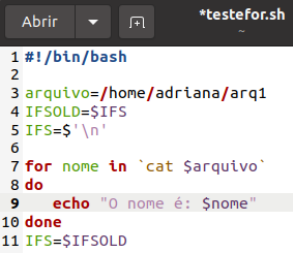 Abrir
*testefor.sh
~
1 #!/bin/bash
2
3 arquivo=/home/adriana/arq1
4 IFSOLD=$IFS
5 IFS=$'\n'
6
7 for nome in `cat $arquivo`
8 do
9    echo "O nome é: $nome"
10 done
11 IFS=$IFSOLD